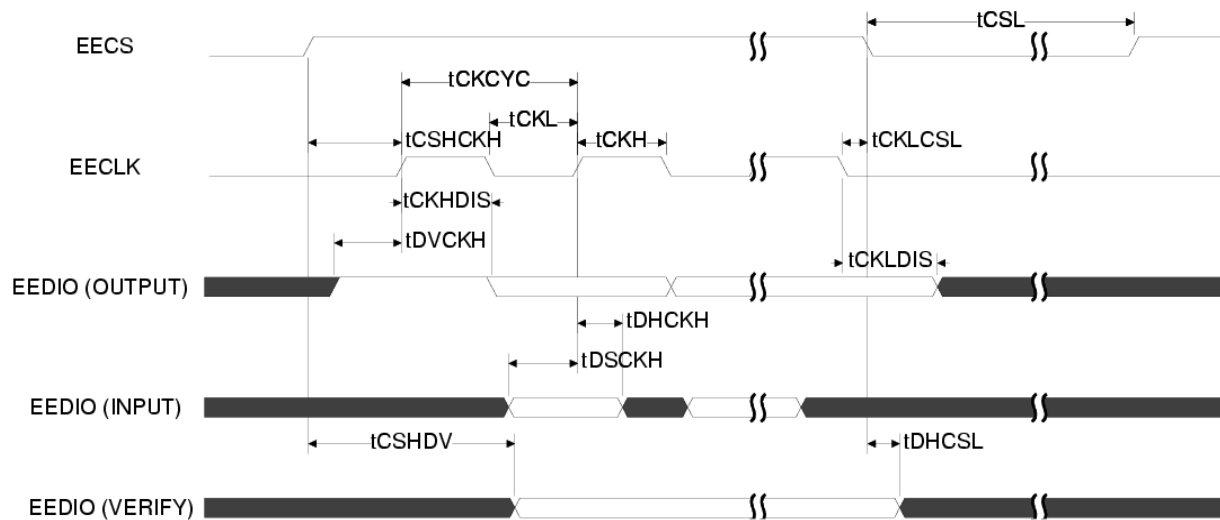 tCSL
EECS
tCKCYC
tCKL
tCSHCKH
tCKH
tCKLCSL
EECLK
tCKHDIS
tDVCKH
tCKLDIS
EEDIO (OUTPUT)
tDHCKH
tDSCKH
EEDIO (INPUT)
tCSHDV
tDHCSL
EEDIO (VERIFY)